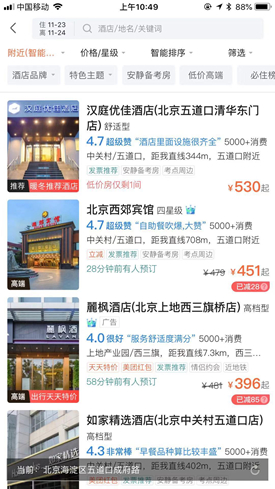 中国移动 上午10:49 88%
住 11-23
离 11-24
酒店/地名/关键词
附近(智能... 价格/星级 智能排序 筛选
酒店品牌 特色主题 安静备考房 低价高端 必住榜
汉庭优佳酒店(北京五道口清华东门
店) 舒适型
4.7 超级赞 “酒店里面设施很齐全” 5000+消费
中关村/五道口，距我直线344m，五道口附近
发票推荐 安静备考房 考点周边
低价房仅剩1间
¥530起
推荐 暖冬推荐酒店
北京西郊宾馆 四星级
4.7 超级赞 “自助餐吹爆,大赞” 5000+消费
中关村/五道口，距我直线708m，五道口附近
立减 发票推荐 安静备考房 考点周边
28分钟前有人预订
¥479 ¥451起
已减28
高端
麗枫酒店(北京上地西三旗桥店) 高档型
广告
4.0 很好 “服务舒适度满分” 5000+消费
上地产业园/西三旗，距我直线7.3km，西三...
天天特价 美团红包 发票推荐 情侣约会 近地铁
58分钟前有人预订
¥481 ¥396起
已减85
高端 出行天天特价
如家精选酒店(北京中关村五道口店)
高档型
4.3 非常棒 “早餐品种算比较丰盛” 5000+消费
中关村/五道口，距我直线402m，五道口附近
当前：北京海淀区五道口成府路